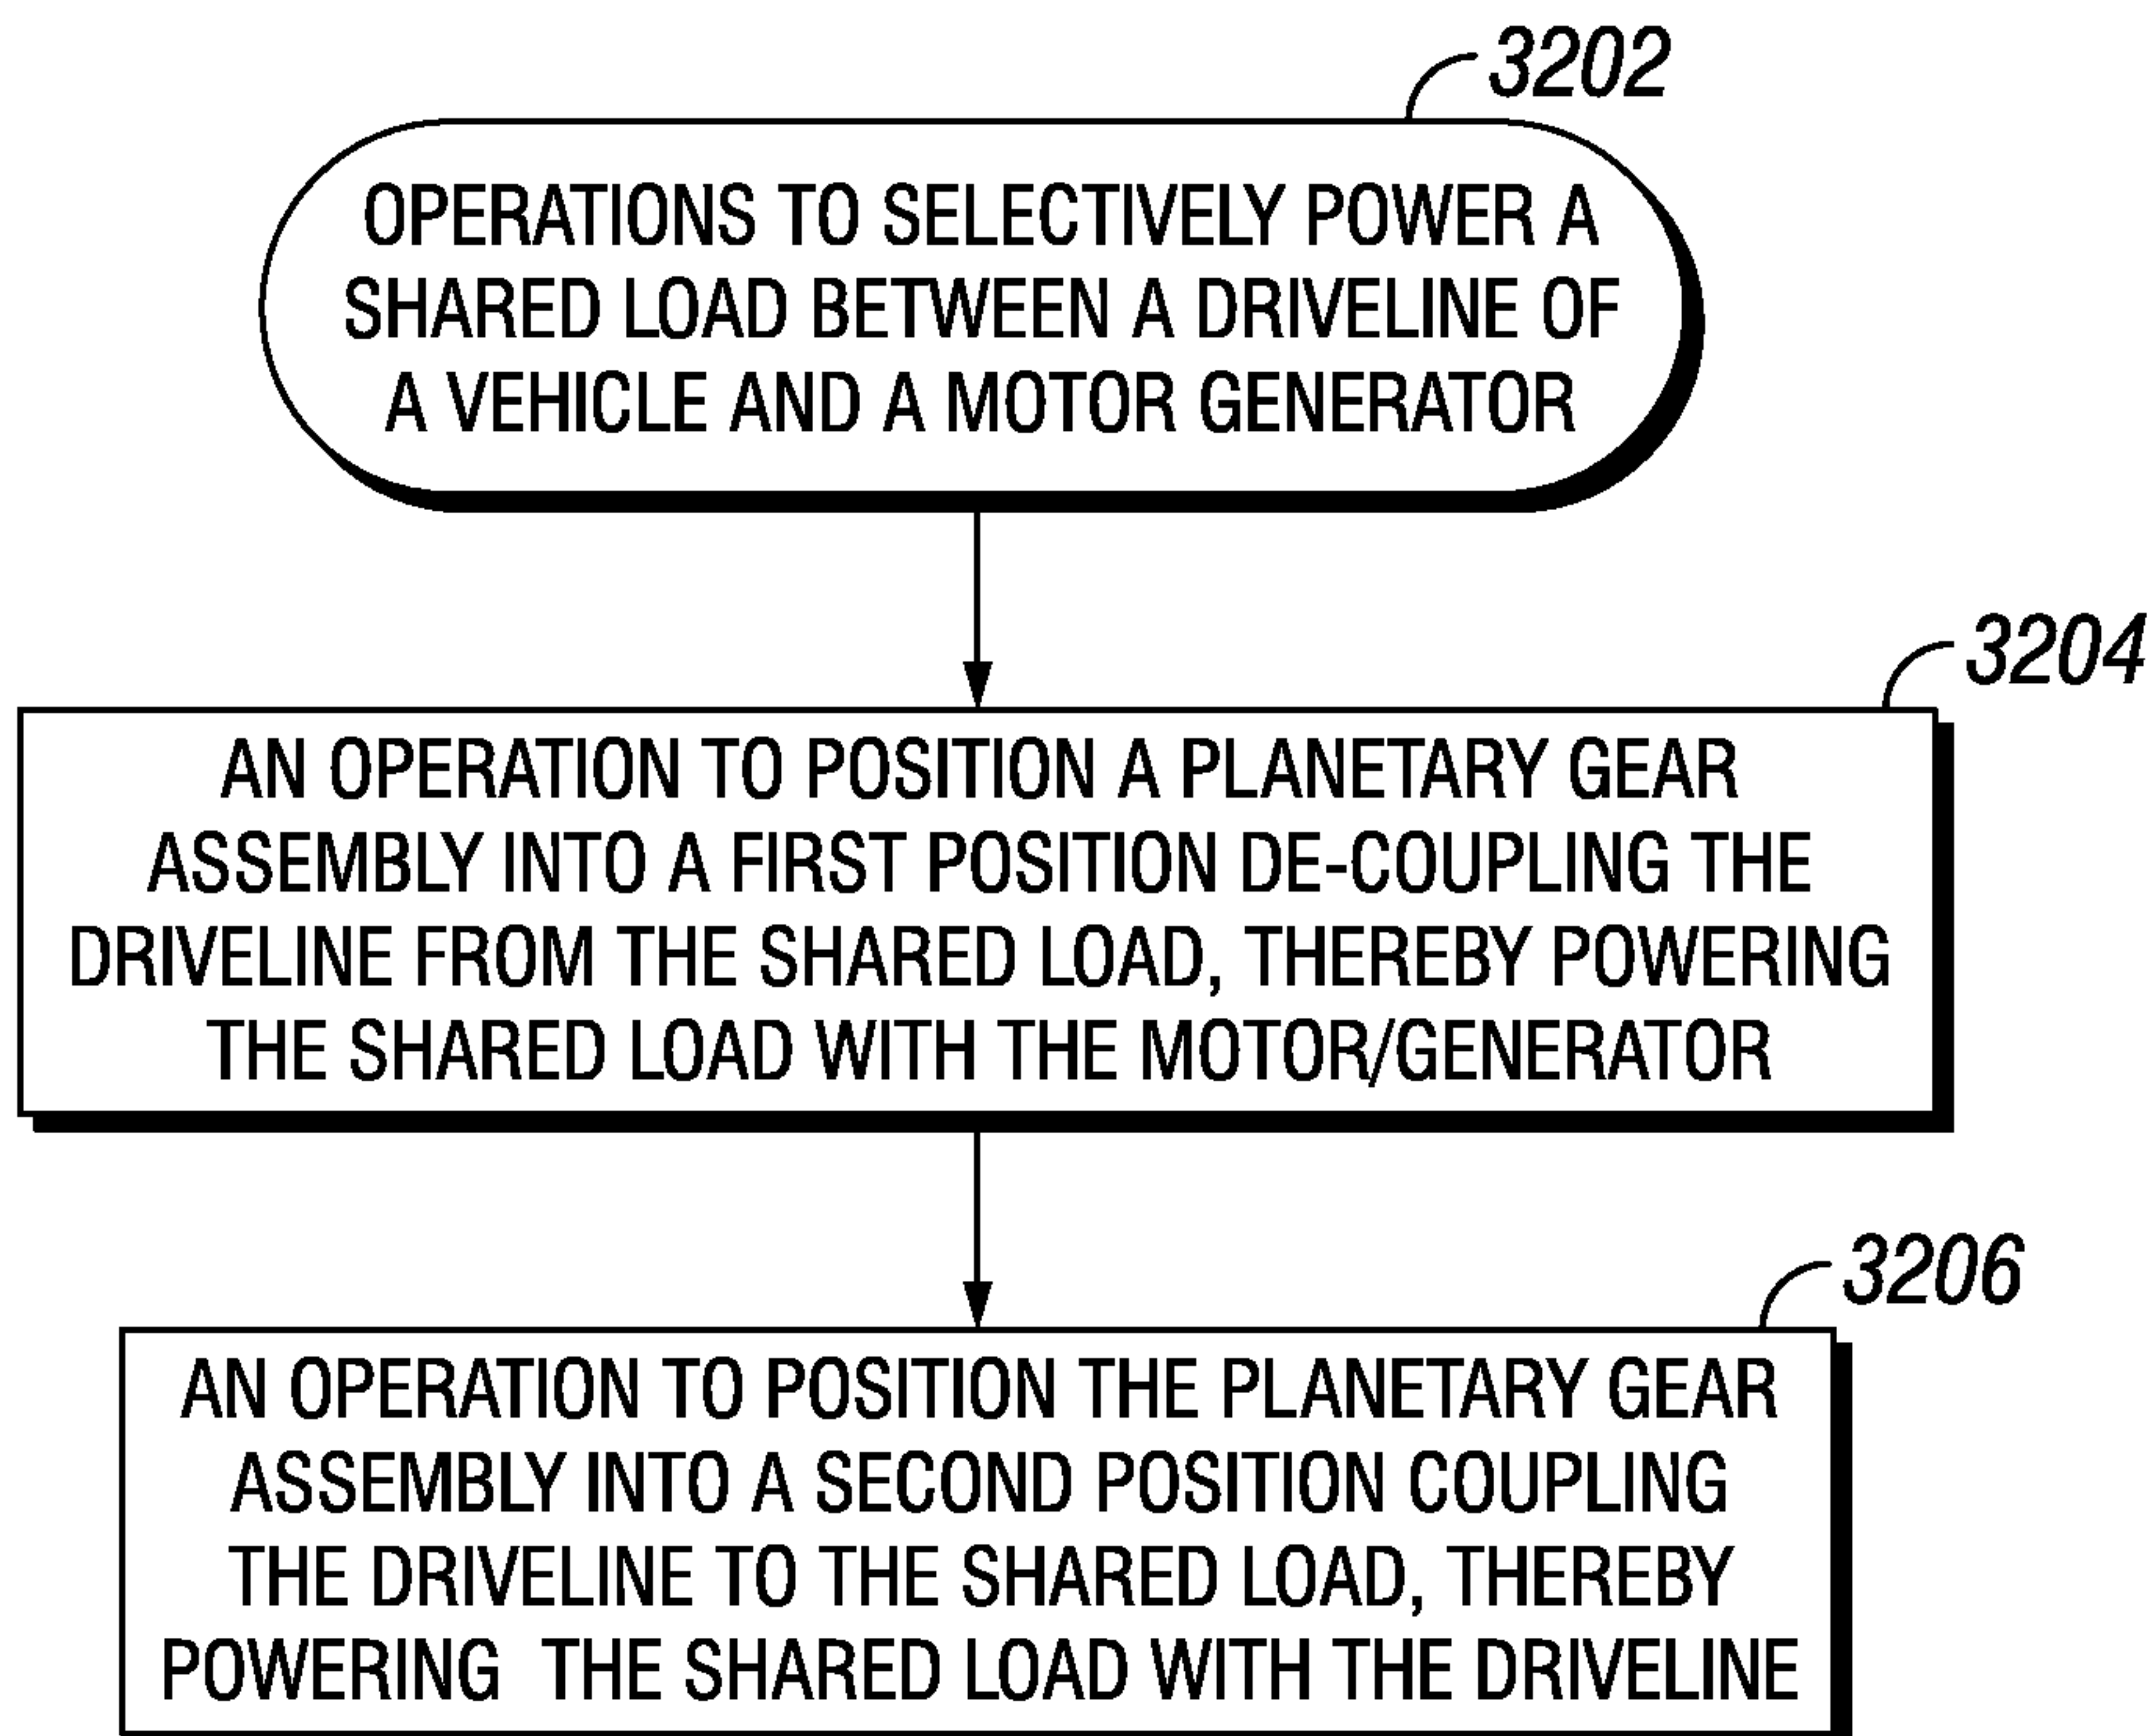 3202
OPERATIONS TO SELECTIVELY POWER A
SHARED LOAD BETWEEN A DRIVELINE OF
A VEHICLE AND A MOTOR GENERATOR
3204
AN OPERATION TO POSITION A PLANETARY GEAR
ASSEMBLY INTO A FIRST POSITION DE-COUPLING THE
DRIVELINE FROM THE SHARED LOAD, THEREBY POWERING
THE SHARED LOAD WITH THE MOTOR/GENERATOR
3206
AN OPERATION TO POSITION THE PLANETARY GEAR
ASSEMBLY INTO A SECOND POSITION COUPLING
THE DRIVELINE TO THE SHARED LOAD, THEREBY
POWERING THE SHARED LOAD WITH THE DRIVELINE